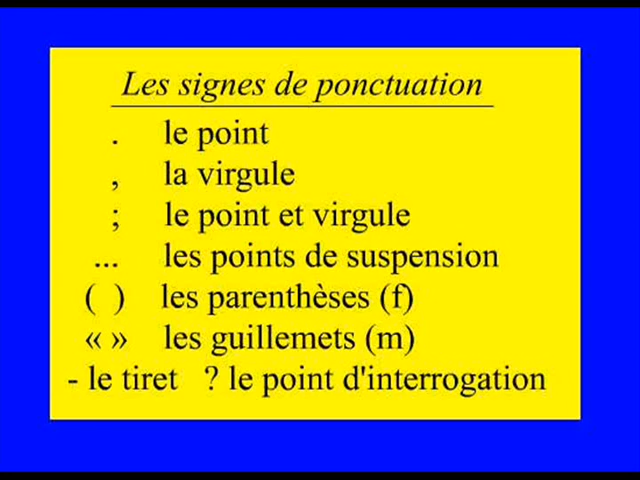 Les signes de ponctuation
. le point
, la virgule
; le point et virgule
... les points de suspension
( ) les parenthèses (f)
« » les guillemets (m)
- le tiret ? le point d'interrogation